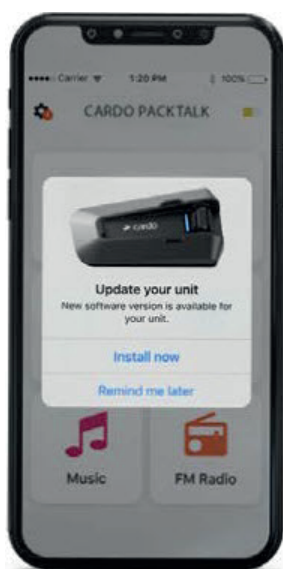 Carrier 1:20 PM 100%
CARDO PACKTALK
cardo
Update your unit
New software version is available for
your unit.
Install now
Remind me later
Music FM Radio